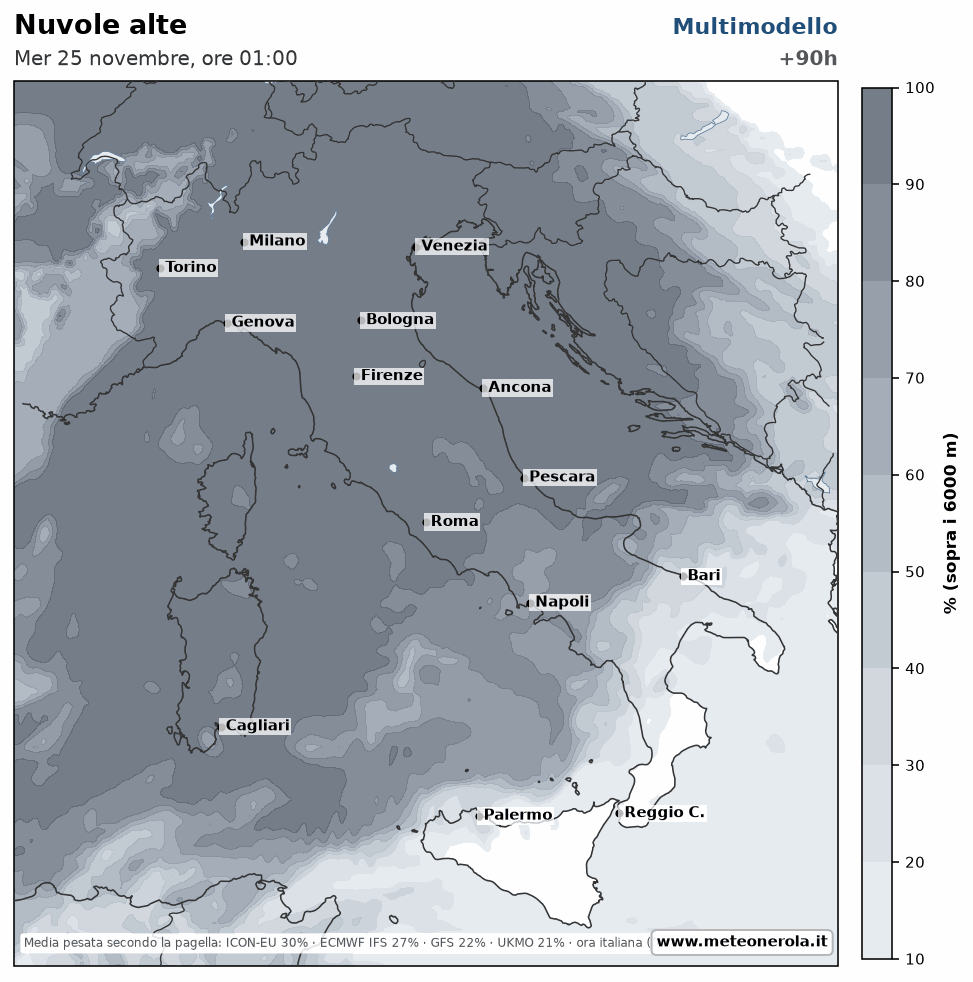 Nuvole alte
Multimodello
Mer 25 novembre, ore 01:00
+90h
100
90
80
70
60
50
40
30
20
10
% (sopra i 6000 m)
Milano
Venezia
Torino
Genova
Bologna
Firenze
Ancona
Pescara
Roma
Bari
Napoli
Cagliari
Palermo
Reggio C.
Media pesata secondo la pagella: ICON-EU 30% · ECMWF IFS 27% · GFS 22% · UKMO 21% · ora italiana (
www.meteonerola.it